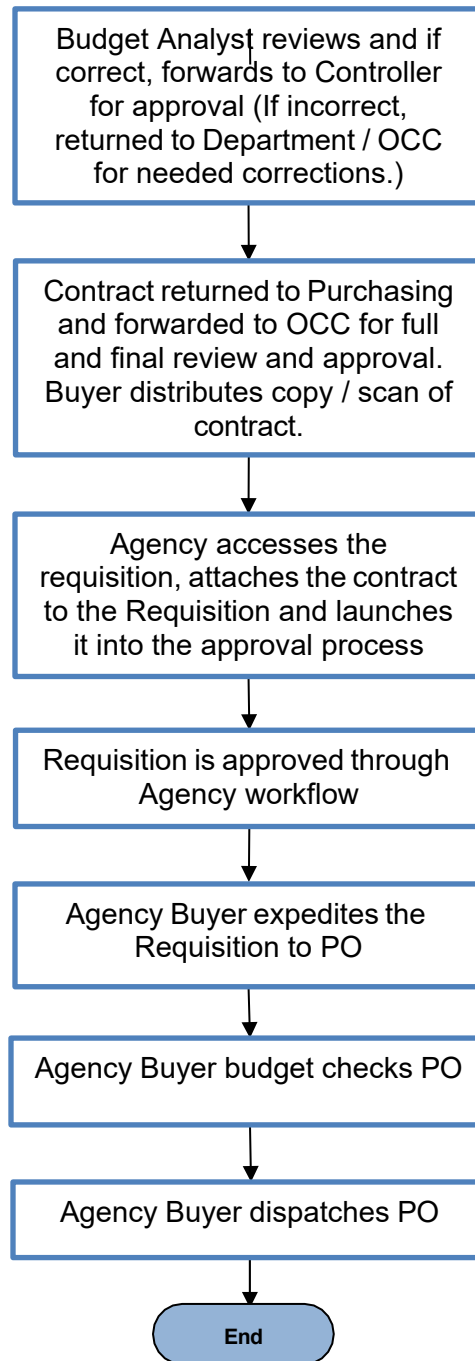 Budget Analyst reviews and if
correct, forwards to Controller
for approval (If incorrect,
returned to Department / OCC
for needed corrections.)
Contract returned to Purchasing
and forwarded to OCC for full
and final review and approval.
Buyer distributes copy / scan of
contract.
Agency accesses the
requisition, attaches the contract
to the Requisition and launches
it into the approval process
Requisition is approved through
Agency workflow
Agency Buyer expedites the
Requisition to PO
Agency Buyer budget checks PO
Agency Buyer dispatches PO
End